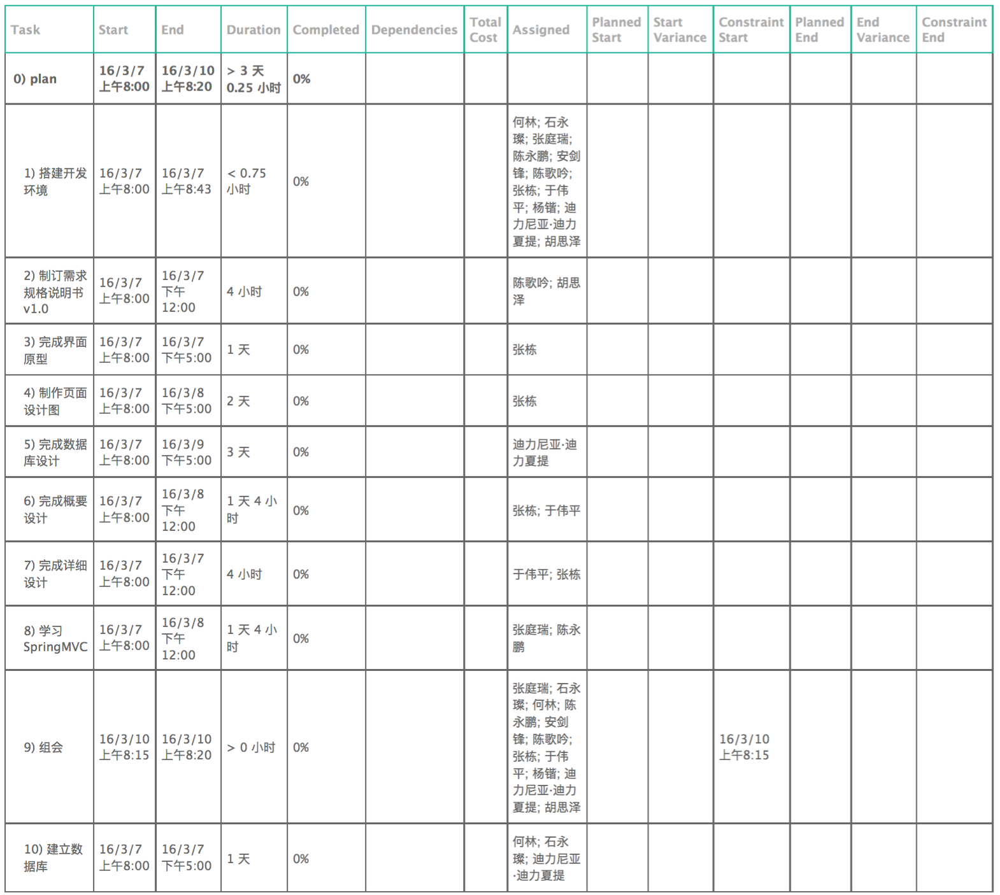 Task Start End Duration Completed Dependencies Total Cost Assigned Planned Start Start Variance Constraint Start Planned End End Variance Constraint End
0) plan
16/3/7
上午8:00
16/3/10
上午8:20
> 3 天
0.25 小时
0%
1) 搭建开发
环境
16/3/7
上午8:00
16/3/7
上午8:43
< 0.75
小时
0%
何林; 石永
璨; 张庭瑞;
陈永鹏; 安剑
锋; 陈歌吟;
张栋; 于伟
平; 杨锴; 迪
力尼亚·迪力
夏提; 胡思泽
2) 制订需求
规格说明书
v1.0
16/3/7
上午8:00
16/3/7
下午
12:00
4 小时
0%
陈歌吟; 胡思
泽
3) 完成界面
原型
16/3/7
上午8:00
16/3/7
下午5:00
1 天
0%
张栋
4) 制作页面
设计图
16/3/7
上午8:00
16/3/8
下午5:00
2 天
0%
张栋
5) 完成数据
库设计
16/3/7
上午8:00
16/3/9
下午5:00
3 天
0%
迪力尼亚·迪
力夏提
6) 完成概要
设计
16/3/7
上午8:00
16/3/8
下午
12:00
1 天 4 小
时
0%
张栋; 于伟平
7) 完成详细
设计
16/3/7
上午8:00
16/3/7
下午
12:00
4 小时
0%
于伟平; 张栋
8) 学习
SpringMVC
16/3/7
上午8:00
16/3/8
下午
12:00
1 天 4 小
时
0%
张庭瑞; 陈永
鹏
9) 组会
16/3/10
上午8:15
16/3/10
上午8:20
> 0 小时
0%
张庭瑞; 石永
璨; 何林; 陈
永鹏; 安剑
锋; 陈歌吟;
张栋; 于伟
平; 杨锴; 迪
力尼亚·迪力
夏提; 胡思泽
16/3/10
上午8:15
10) 建立数
据库
16/3/7
上午8:00
16/3/7
下午5:00
1 天
0%
何林; 石永
璨; 迪力尼亚
·迪力夏提